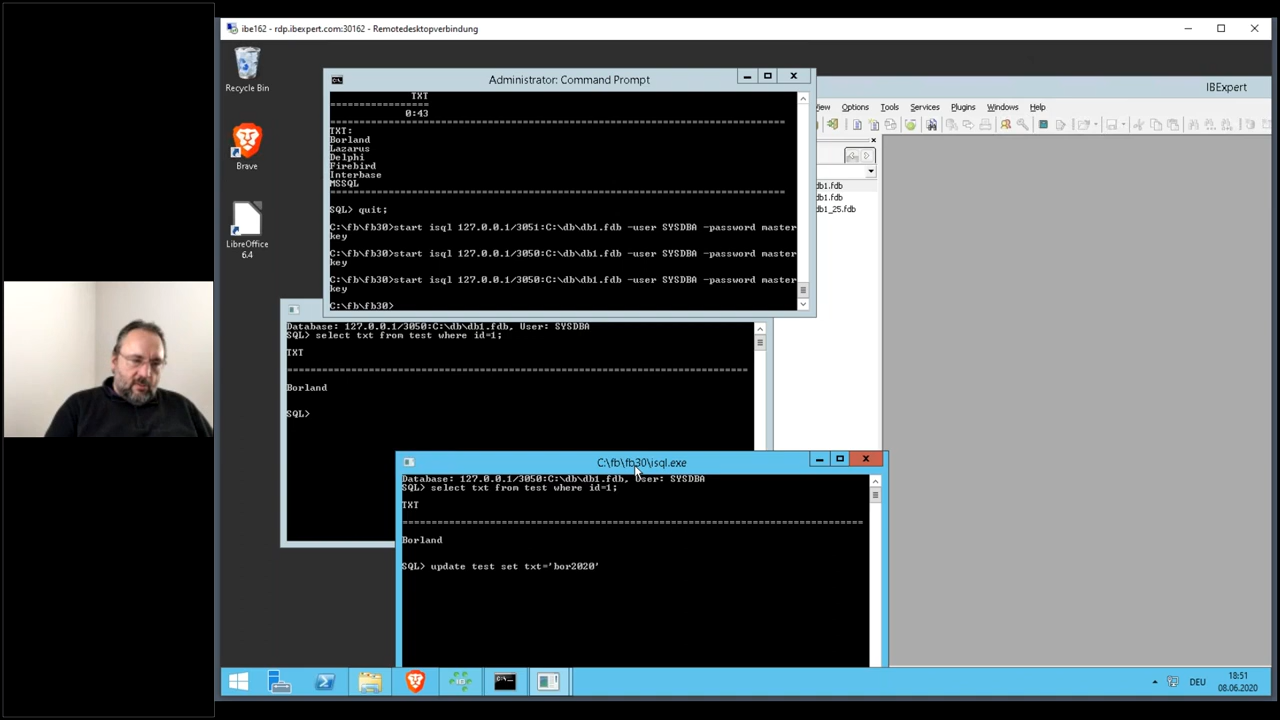 ibe162 - rdp.ibexpert.com:30162 - Remotedesktopverbindung
Recycle Bin
Brave
LibreOffice
6.4
Administrator: Command Prompt
TXT
=================
0:43
==============================================================================
TXT:
Borland
Lazarus
Delphi
Firebird
Interbase
MSSQL
==============================================================================
SQL> quit;
C:\fb\fb30>start isql 127.0.0.1/3051:C:\db\db1.fdb -user SYSDBA -password master
key
C:\fb\fb30>start isql 127.0.0.1/3050:C:\db\db1.fdb -user SYSDBA -password master
key
C:\fb\fb30>start isql 127.0.0.1/3050:C:\db\db1.fdb -user SYSDBA -password master
key
C:\fb\fb30>
IBExpert
View Options Tools Services Plugins Windows Help
db1.fdb
db1.fdb
db1_25.fdb
Database: 127.0.0.1/3050:C:\db\db1.fdb, User: SYSDBA
SQL> select txt from test where id=1;
TXT
===============================================================================
Borland
SQL>
C:\fb\fb30\isql.exe
Database: 127.0.0.1/3050:C:\db\db1.fdb, User: SYSDBA
SQL> select txt from test where id=1;
TXT
===============================================================================
Borland
SQL> update test set txt='bor2020'
DEU
18:51
08.06.2020